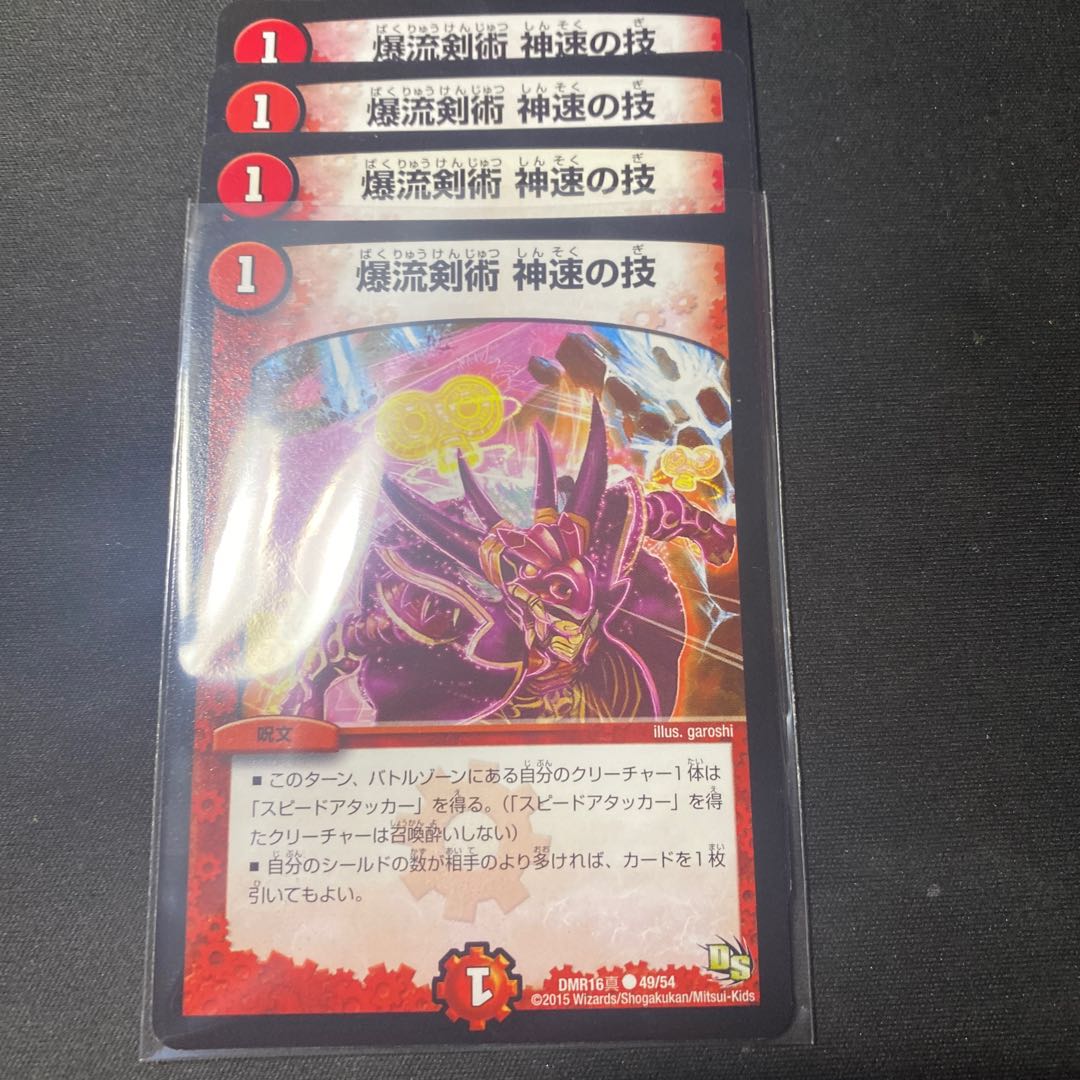 1 爆流剣術 神速の技
ばくりゅうけんじゅつ しんそく ぎ
1 爆流剣術 神速の技
ばくりゅうけんじゅつ しんそく ぎ
1 爆流剣術 神速の技
ばくりゅうけんじゅつ しんそく ぎ
1 爆流剣術 神速の技
ばくりゅうけんじゅつ しんそく ぎ
呪文
illus. garoshi
■ このターン、バトルゾーンにある自分のクリーチャー1体は
「スピードアタッカー」を得る。(「スピードアタッカー」を得
たクリーチャーは召喚酔いしない)
■ 自分のシールドの数が相手のより多ければ、カードを1枚
引いてもよい。
1
DS
DMR16真 ● 49/54
©2015 Wizards/Shogakukan/Mitsui-Kids